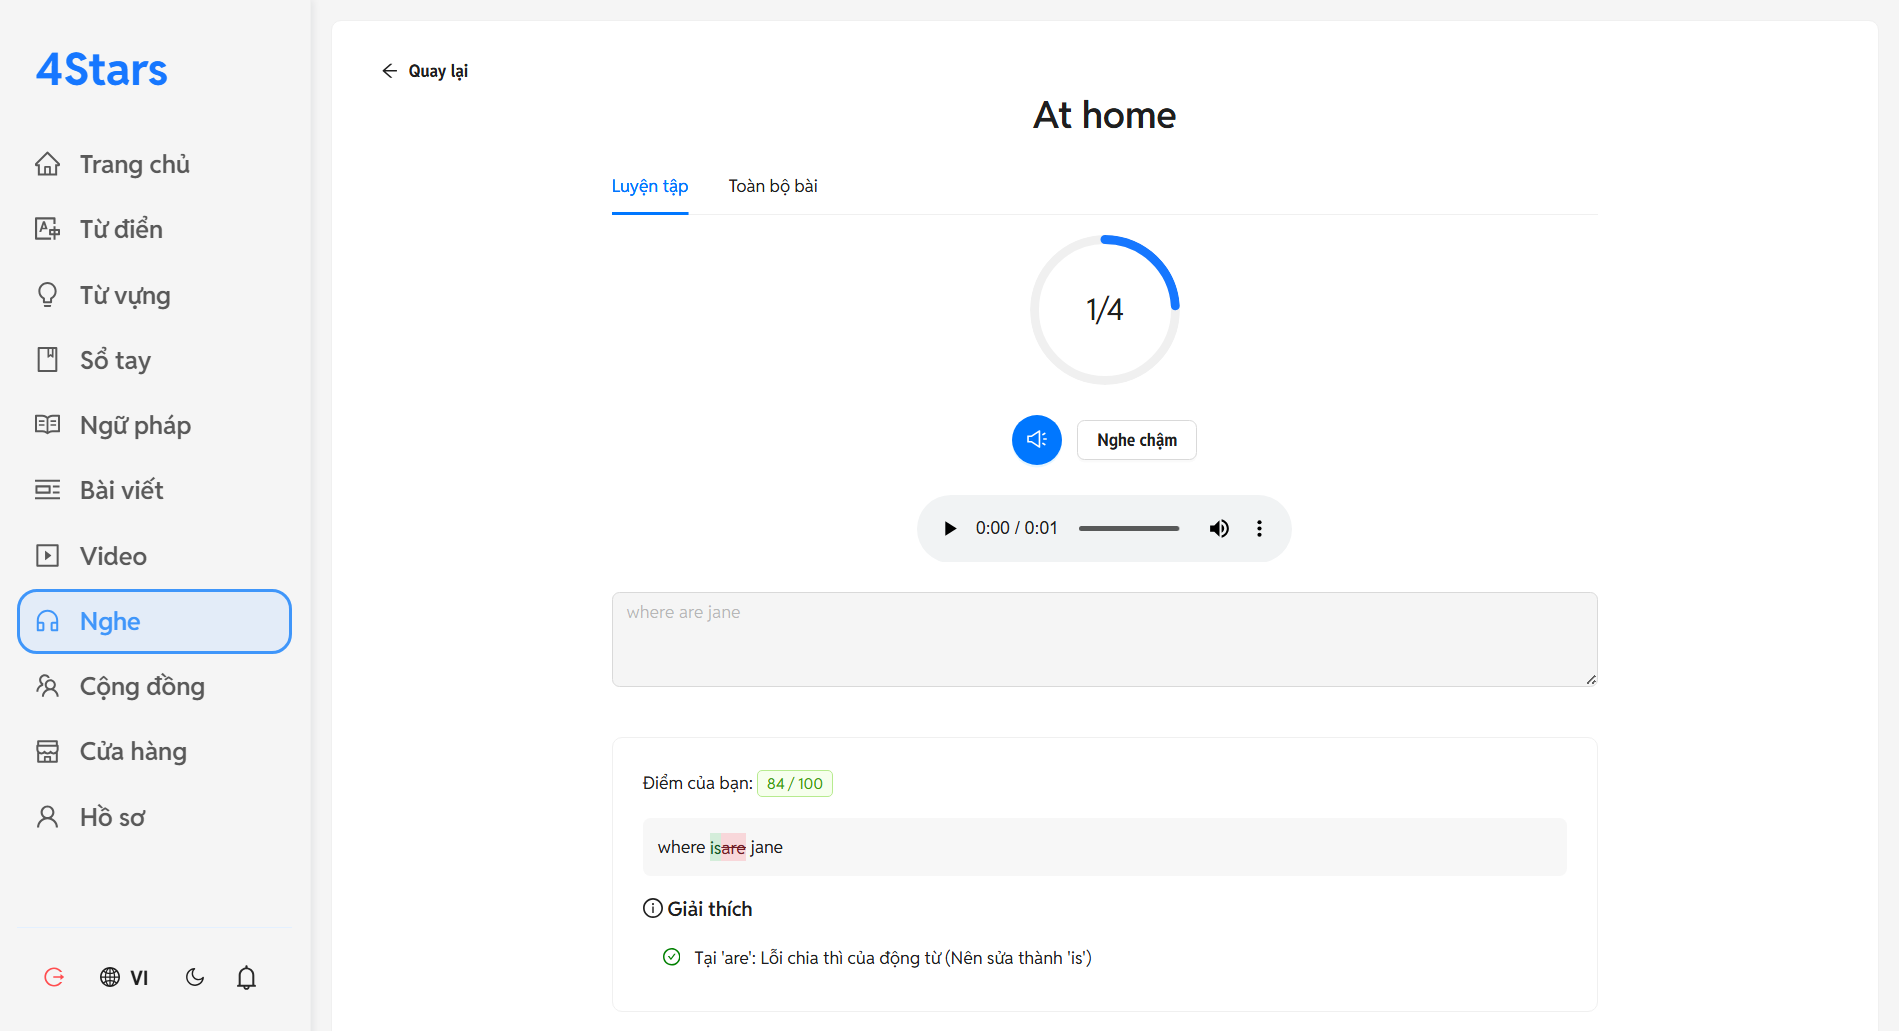 4Stars
Trang chủ
Từ điển
Từ vựng
Sổ tay
Ngữ pháp
Bài viết
Video
Nghe
Cộng đồng
Cửa hàng
Hồ sơ
VI
Quay lại
At home
Luyện tập
Toàn bộ bài
1/4
Nghe chậm
0:00 / 0:01
where are jane
Điểm của bạn: 84 / 100
where isare jane
Giải thích
Tại 'are': Lỗi chia thì của động từ (Nên sửa thành 'is')